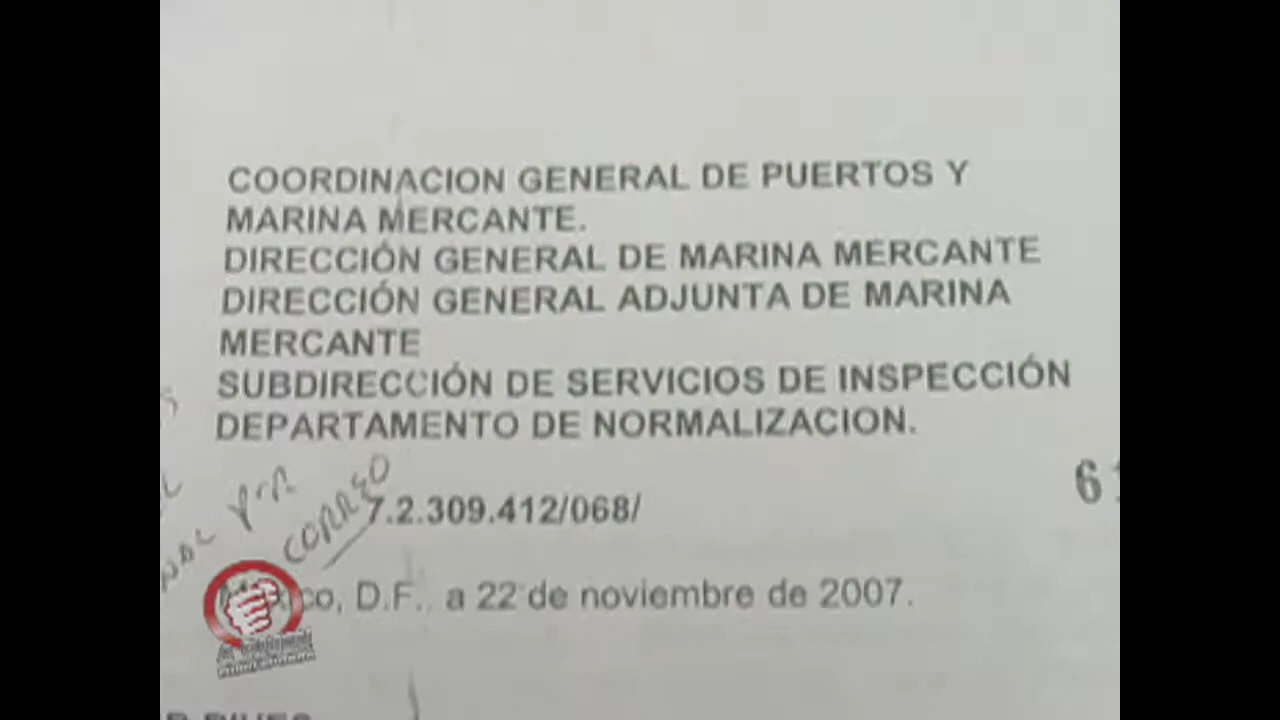 COORDINACION GENERAL DE PUERTOS Y
MARINA MERCANTE.
DIRECCIÓN GENERAL DE MARINA MERCANTE
DIRECCIÓN GENERAL ADJUNTA DE MARINA
MERCANTE
SUBDIRECCIÓN DE SERVICIOS DE INSPECCIÓN
DEPARTAMENTO DE NORMALIZACION.
por
CORREO
7.2.309.412/068/
D.F., a 22 de noviembre de 2007.